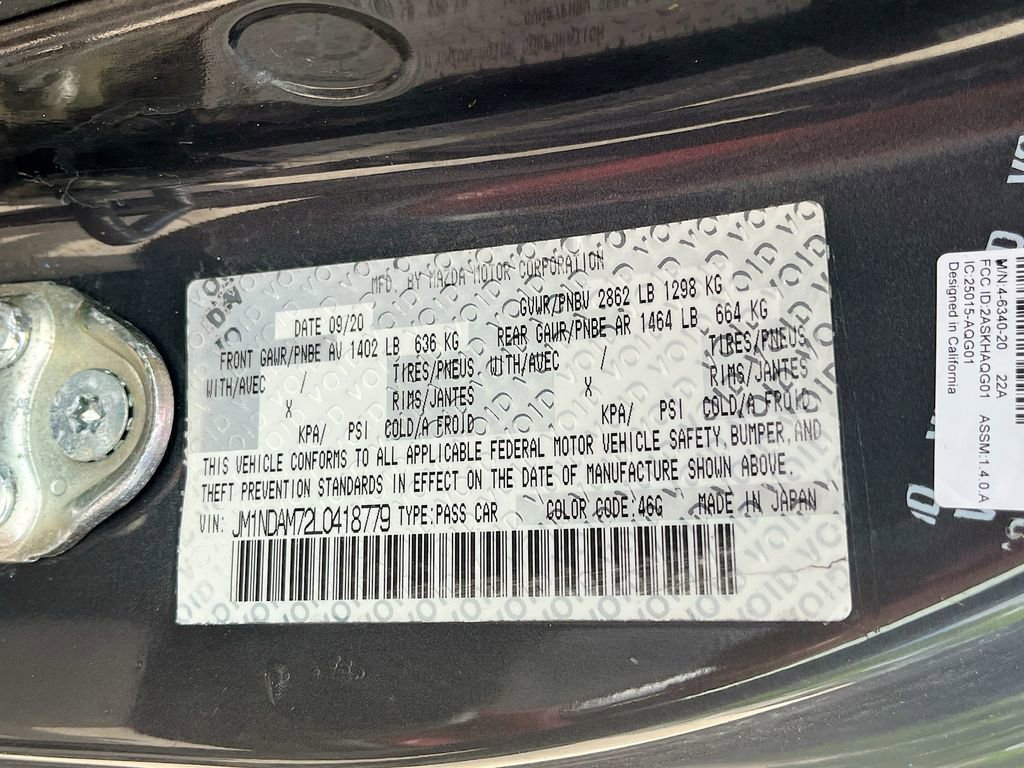 MFD. BY MAZDA MOTOR CORPORATION
DATE 09/20
GVWR/PNBV 2862 LB 1298 KG
FRONT GAWR/PNBE AV 1402 LB 636 KG
REAR GAWR/PNBE AR 1464 LB 664 KG
WITH/AVEC / TIRES/PNEUS
WITH/AVEC / TIRES/PNEUS
X RIMS/JANTES
X RIMS/JANTES
KPA/ PSI COLD/A FROID
KPA/ PSI COLD/A FROID
THIS VEHICLE CONFORMS TO ALL APPLICABLE FEDERAL MOTOR VEHICLE SAFETY, BUMPER, AND
THEFT PREVENTION STANDARDS IN EFFECT ON THE DATE OF MANUFACTURE SHOWN ABOVE.
VIN: JM1NDAM72L0418779 TYPE:PASS CAR COLOR CODE:46G MADE IN JAPAN
M/N:4-6340-20 22A
FCC ID:2ASKHAQG01 ASSM:1.4.0.A
IC:25015-AQG01
Designed in California